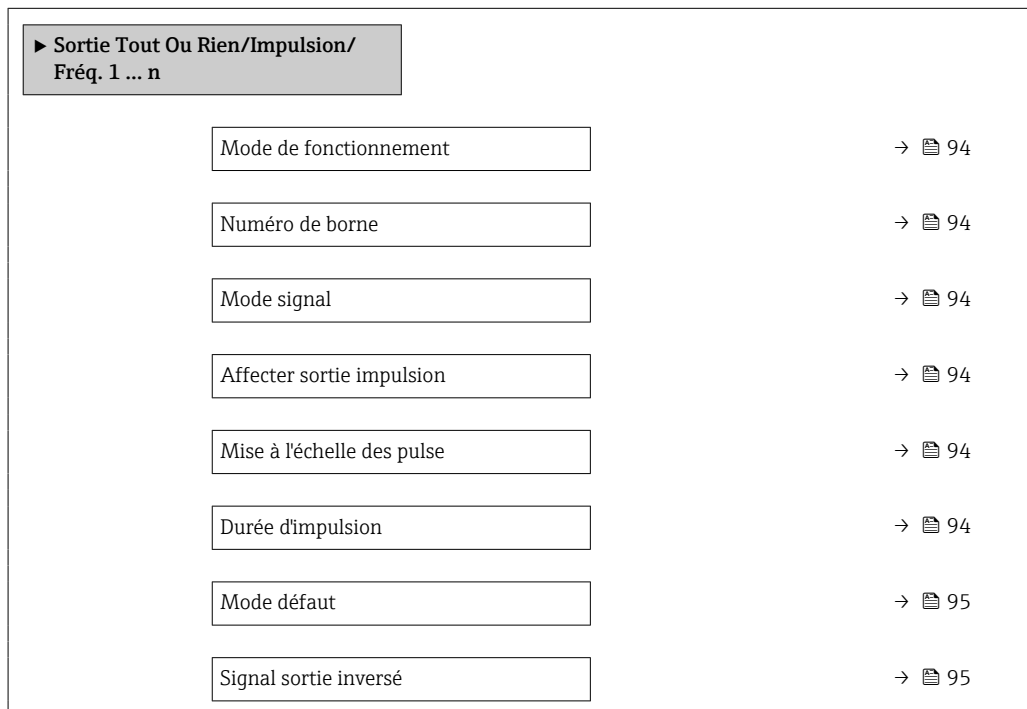 ▶ Sortie Tout Ou Rien/Impulsion/
Fréq. 1 ... n
Mode de fonctionnement → 94
Numéro de borne → 94
Mode signal → 94
Affecter sortie impulsion → 94
Mise à l'échelle des pulse → 94
Durée d'impulsion → 94
Mode défaut → 95
Signal sortie inversé → 95